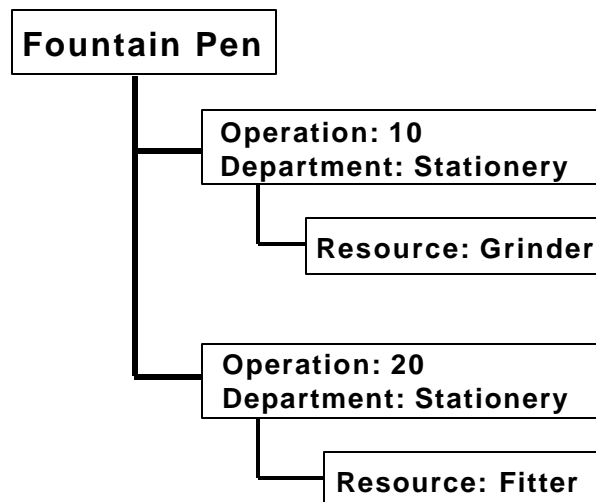 Fountain Pen
Operation: 10
Department: Stationery
Resource: Grinder
Operation: 20
Department: Stationery
Resource: Fitter